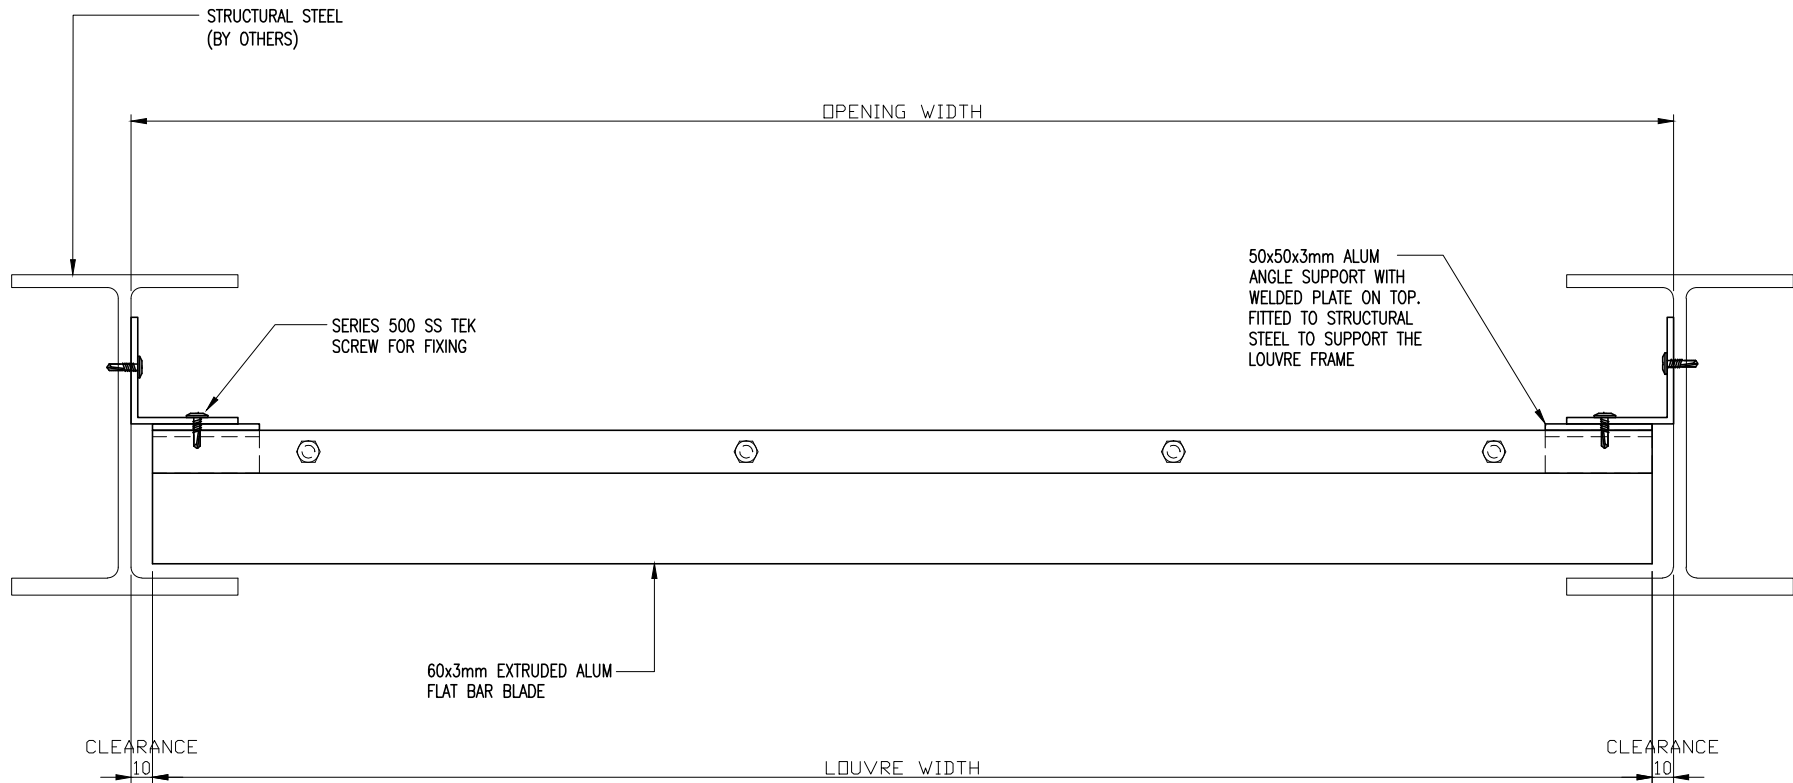 STRUCTURAL STEEL
(BY OTHERS)
OPENING WIDTH
50x50x3mm ALUM
ANGLE SUPPORT WITH
WELDED PLATE ON TOP.
FITTED TO STRUCTURAL
STEEL TO SUPPORT THE
LOUVRE FRAME
SERIES 500 SS TEK
SCREW FOR FIXING
60x3mm EXTRUDED ALUM
FLAT BAR BLADE
CLEARANCE
10
LOUVRE WIDTH
CLEARANCE
10